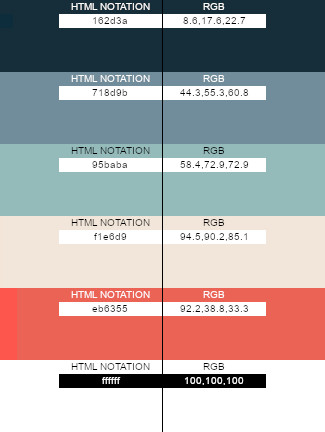 HTML NOTATION RGB
162d3a 8.6,17.6,22.7
HTML NOTATION RGB
718d9b 44.3,55.3,60.8
HTML NOTATION RGB
95baba 58.4,72.9,72.9
HTML NOTATION RGB
f1e6d9 94.5,90.2,85.1
HTML NOTATION RGB
eb6355 92.2,38.8,33.3
HTML NOTATION RGB
ffffff 100,100,100